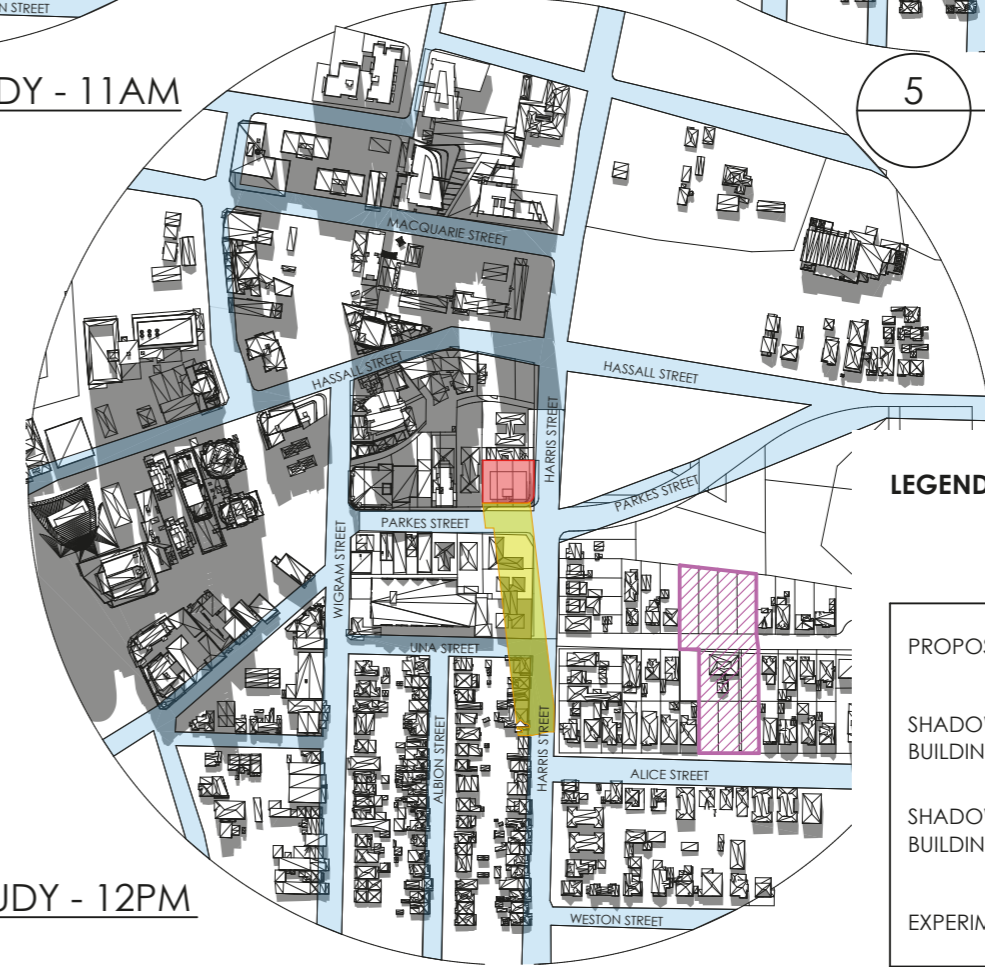 N STREET
DY - 11AM
5
MACQUARIE STREET
HASSALL STREET
HASSALL STREET
HARRIS STREET
PARKES STREET
PARKES STREET
WIGRAM STREET
LEGEND
UNA STREET
ALBION STREET
HARRIS STREET
ALICE STREET
WESTON STREET
PROPOS
SHADO
BUILDIN
SHADO
BUILDIN
EXPERIM
UDY - 12PM